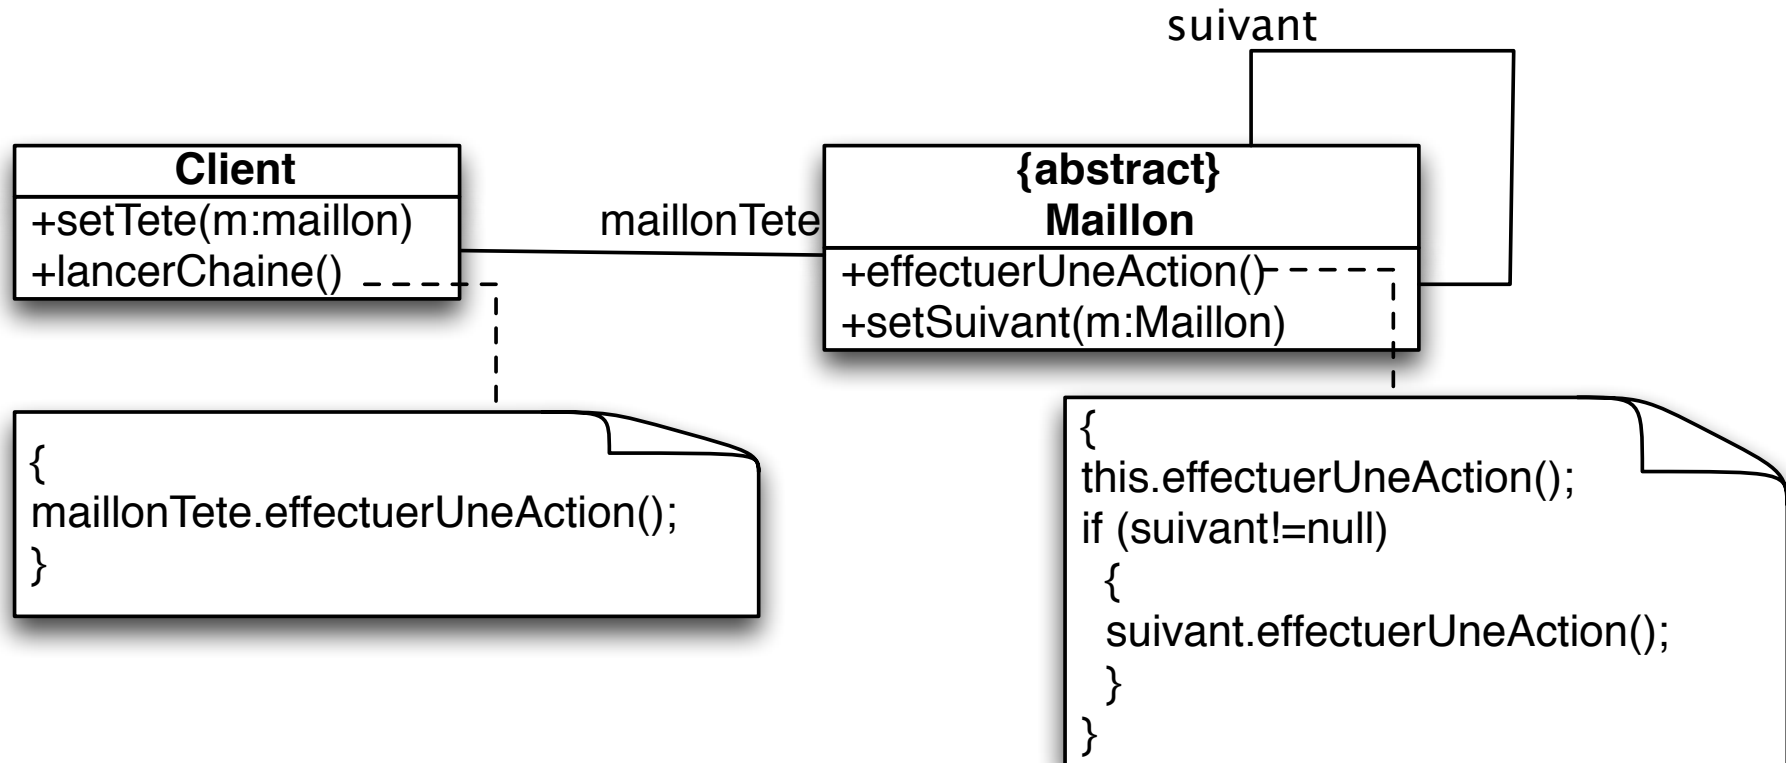 suivant
Client
+setTete(m:maillon)
+lancerChaine()
maillonTete
{abstract}
Maillon
+effectuerUneAction()
+setSuivant(m:Maillon)
{
maillonTete.effectuerUneAction();
}
{
this.effectuerUneAction();
if (suivant!=null)
{
suivant.effectuerUneAction();
}
}